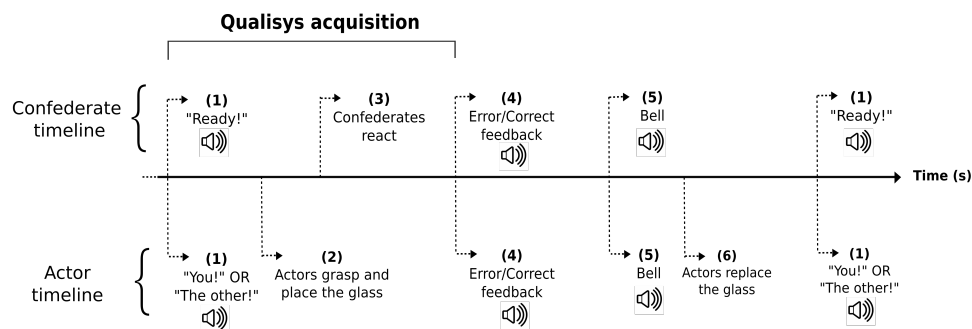 Qualisys acquisition
Confederate
timeline
(1)
"Ready!"
(3)
Confederates
react
(4)
Error/Correct
feedback
(5)
Bell
(1)
"Ready!"
Time (s)
Actor
timeline
(1)
"You!" OR
"The other!"
(2)
Actors grasp and
place the glass
(4)
Error/Correct
feedback
(5)
Bell
(6)
Actors replace
the glass
(1)
"You!" OR
"The other!"